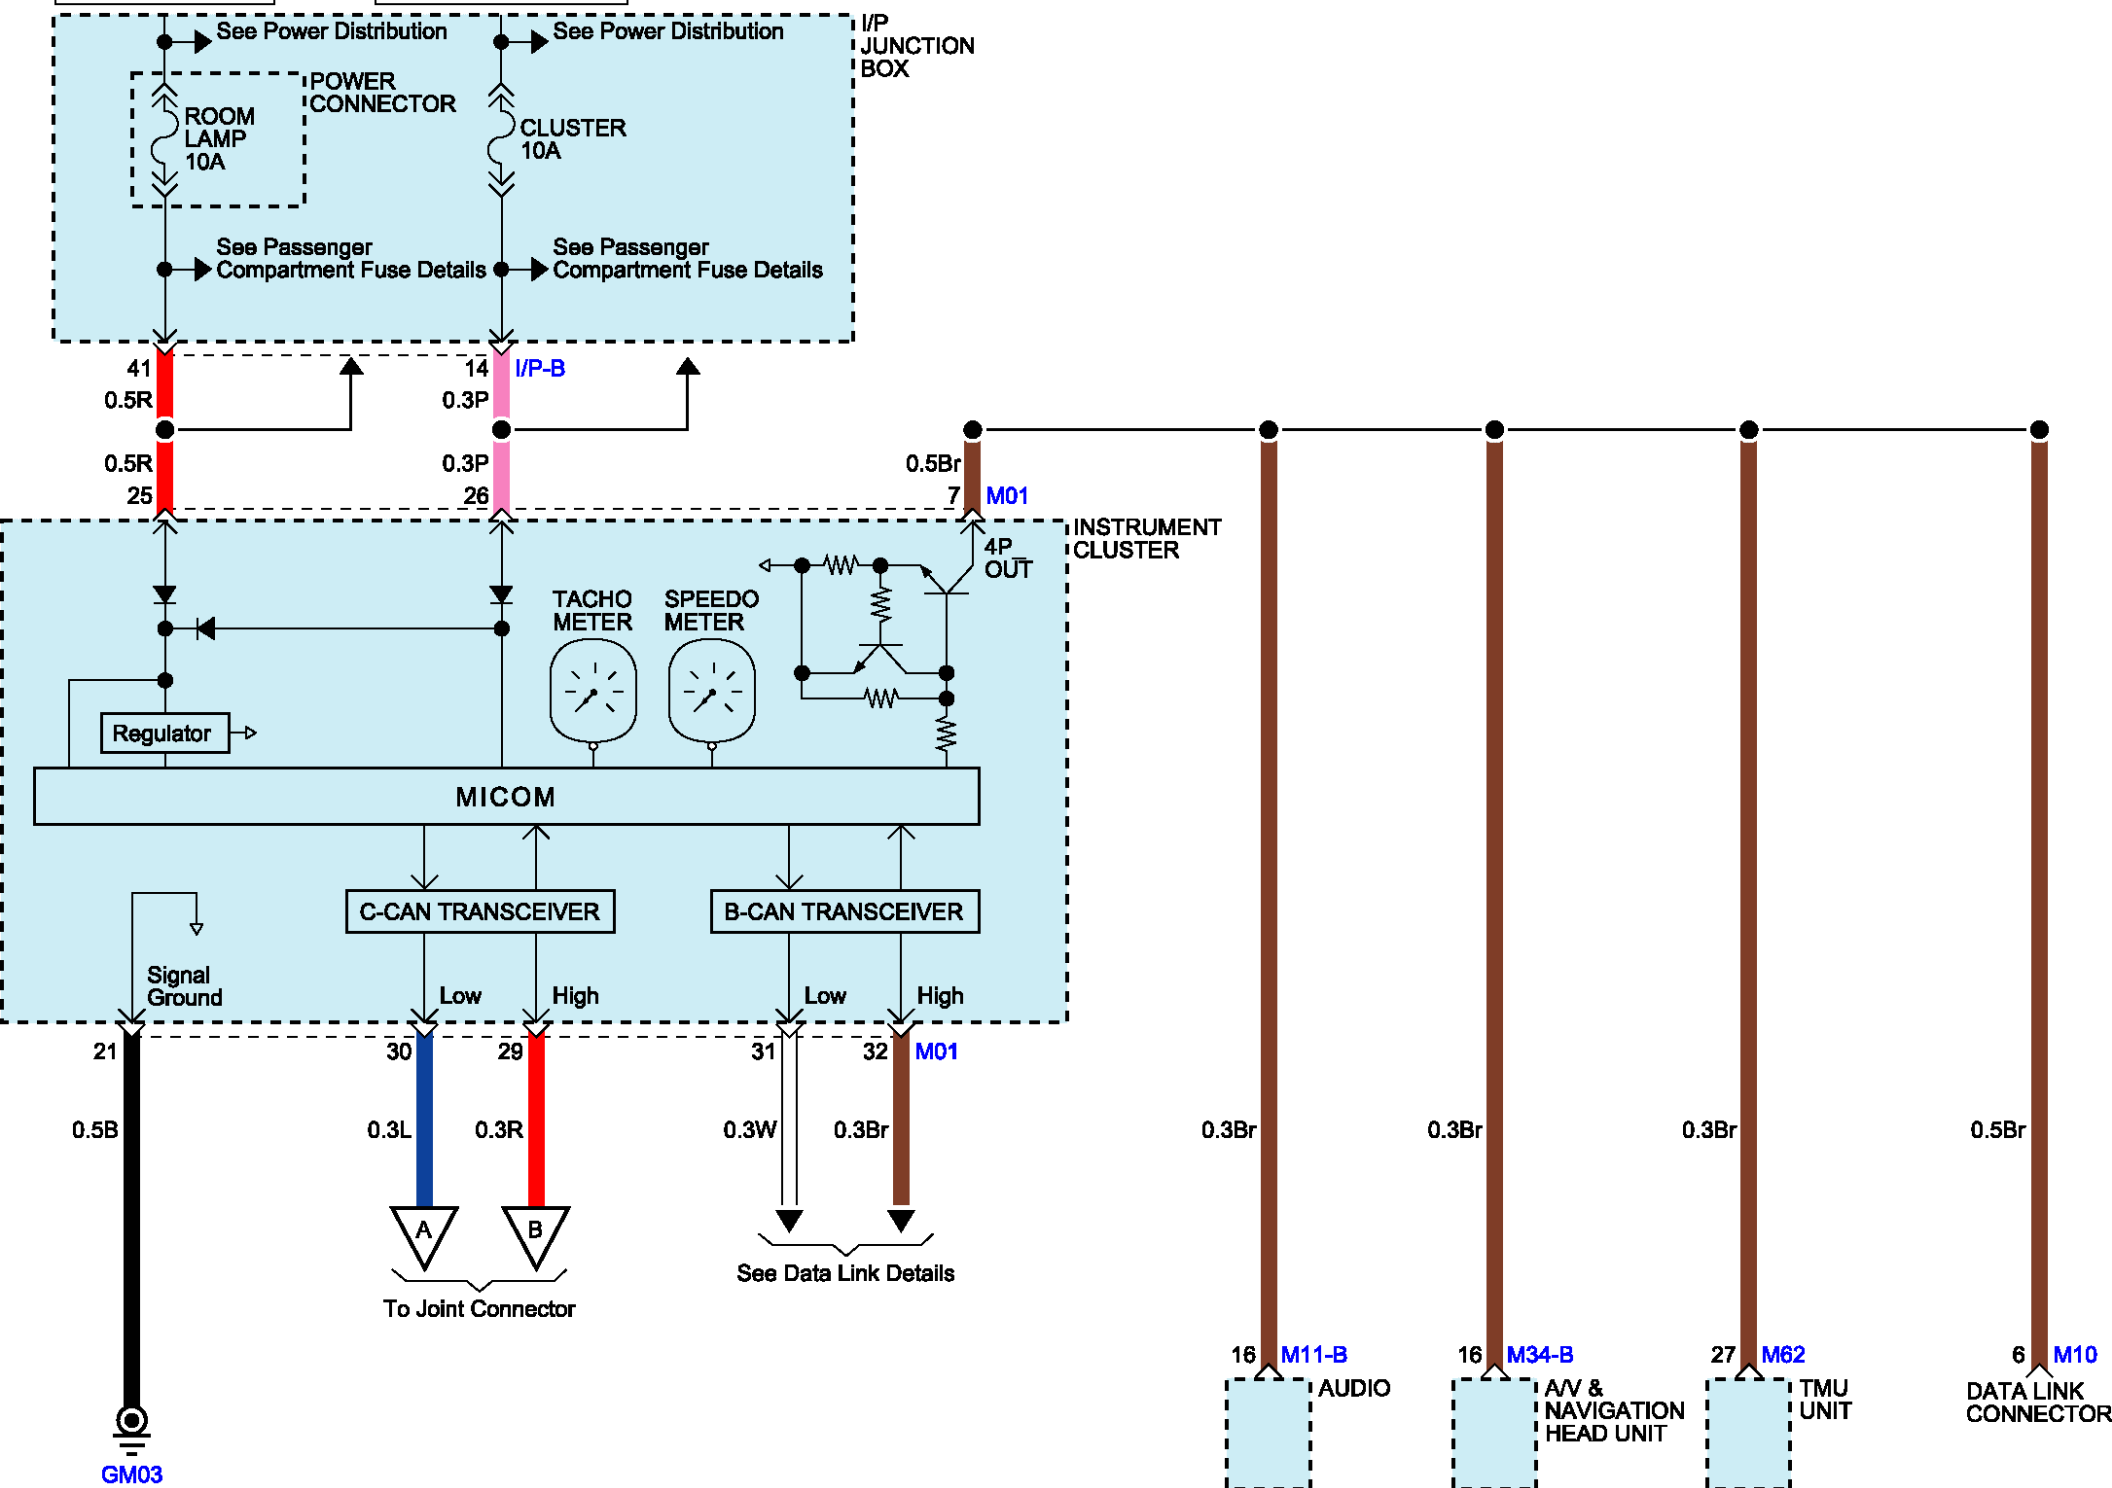 See Power Distribution
See Power Distribution
I/P
JUNCTION
BOX
POWER
CONNECTOR
ROOM
LAMP
10A
CLUSTER
10A
See Passenger
Compartment Fuse Details
See Passenger
Compartment Fuse Details
41
14
I/P-B
0.5R
0.3P
0.5R
0.3P
0.5Br
25
26
7
M01
INSTRUMENT
CLUSTER
4P_
OUT
TACHO
METER
SPEEDO
METER
Regulator
MICOM
C-CAN TRANSCEIVER
B-CAN TRANSCEIVER
Signal
Ground
Low
High
Low
High
21
30
29
31
32
M01
0.5B
0.3L
0.3R
0.3W
0.3Br
0.3Br
0.3Br
0.3Br
0.5Br
A
B
See Data Link Details
To Joint Connector
16
M11-B
16
M34-B
27
M62
6
M10
AUDIO
A/V &
NAVIGATION
HEAD UNIT
TMU
UNIT
DATA LINK
CONNECTOR
GM03